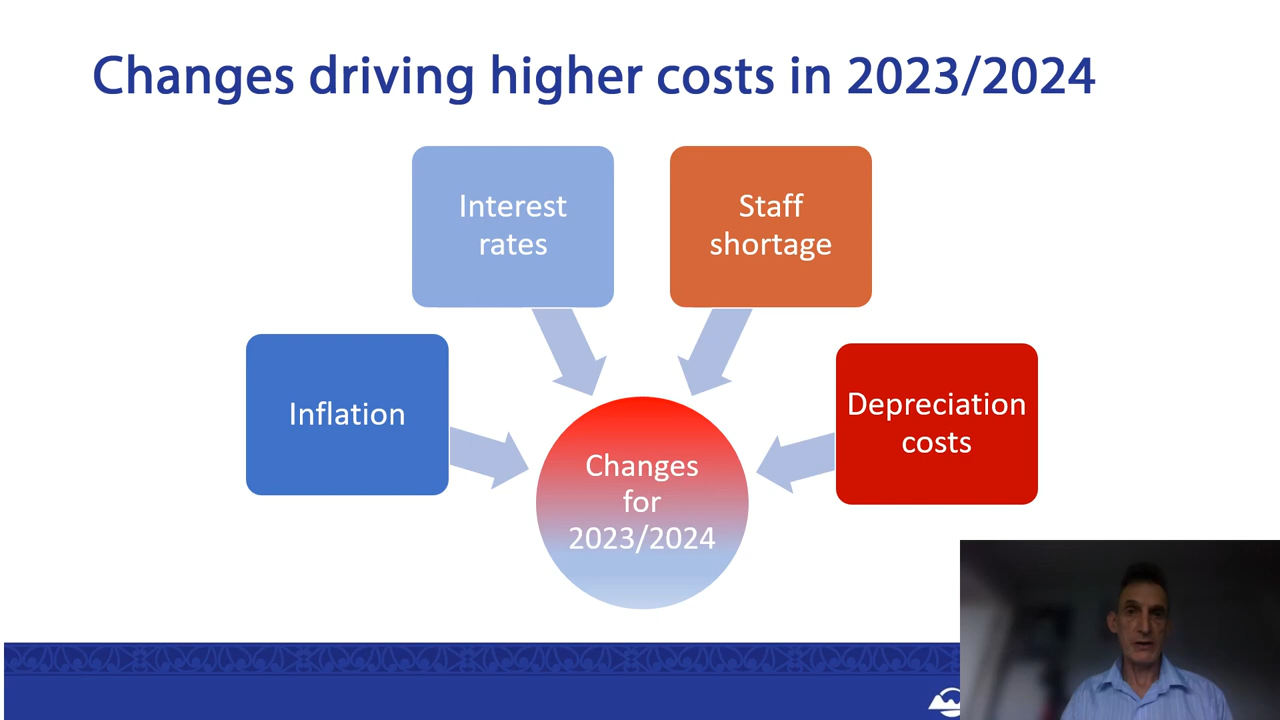 Changes driving higher costs in 2023/2024
Interest
rates
Staff
shortage
Inflation
Depreciation
costs
Changes
for
2023/2024